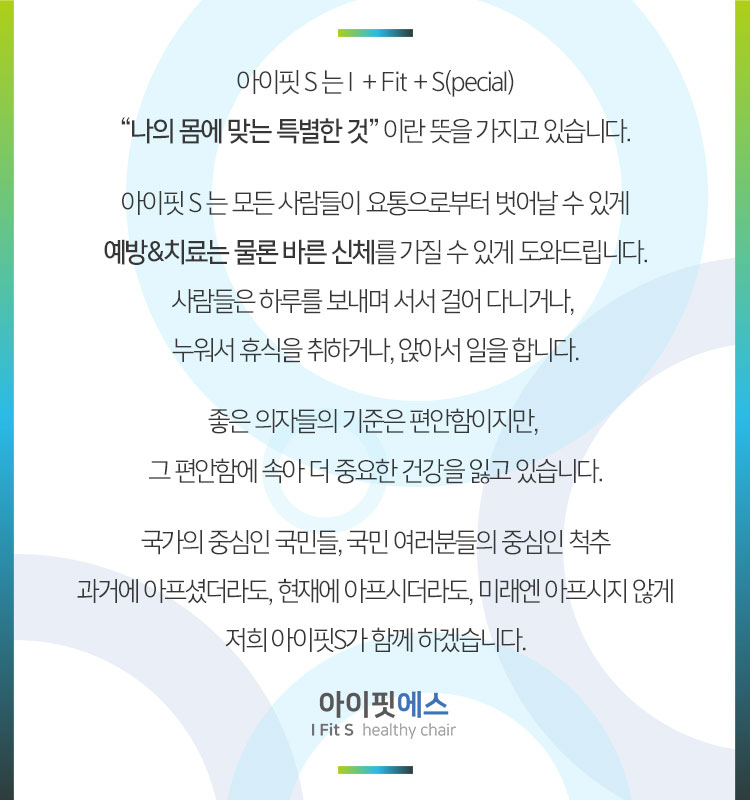 아이핏 S 는 I + Fit + S(pecial)
“나의 몸에 맞는 특별한 것” 이란 뜻을 가지고 있습니다.
아이핏 S 는 모든 사람들이 요통으로부터 벗어날 수 있게
예방&치료는 물론 바른 신체를 가질 수 있게 도와드립니다.
사람들은 하루를 보내며 서서 걸어 다니거나,
누워서 휴식을 취하거나, 앉아서 일을 합니다.
좋은 의자들의 기준은 편안함이지만,
그 편안함에 속아 더 중요한 건강을 잃고 있습니다.
국가의 중심인 국민들, 국민 여러분들의 중심인 척추
과거에 아프셨더라도, 현재에 아프시더라도, 미래엔 아프시지 않게
저희 아이핏S가 함께 하겠습니다.
아이핏에스
I Fit S healthy chair